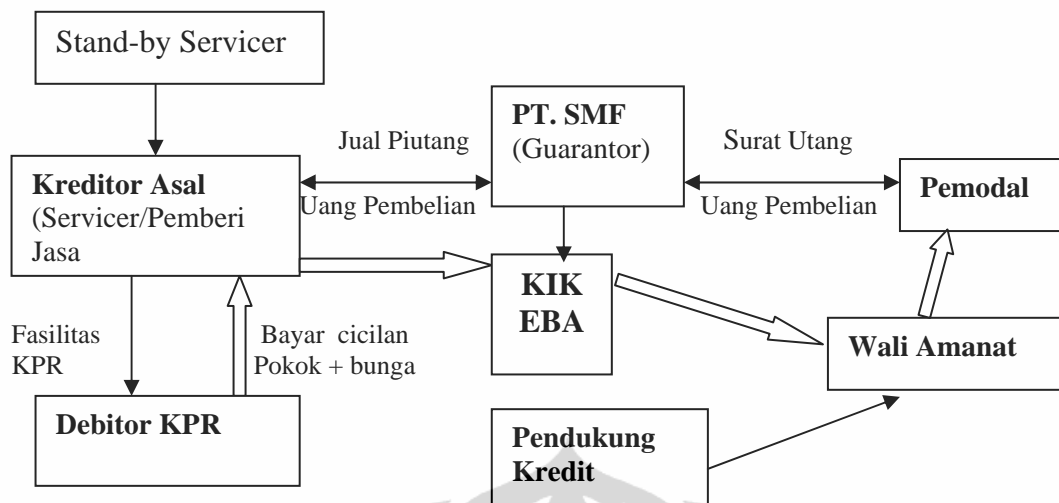 Stand-by Servicer
PT. SMF
(Guarantor)
Jual Piutang
Surat Utang
Kreditor Asal
(Servicer/Pemberi
Jasa
Uang Pembelian
Uang Pembelian
Pemodal
KIK
EBA
Fasilitas
KPR
Bayar cicilan
Pokok + bunga
Wali Amanat
Debitor KPR
Pendukung
Kredit